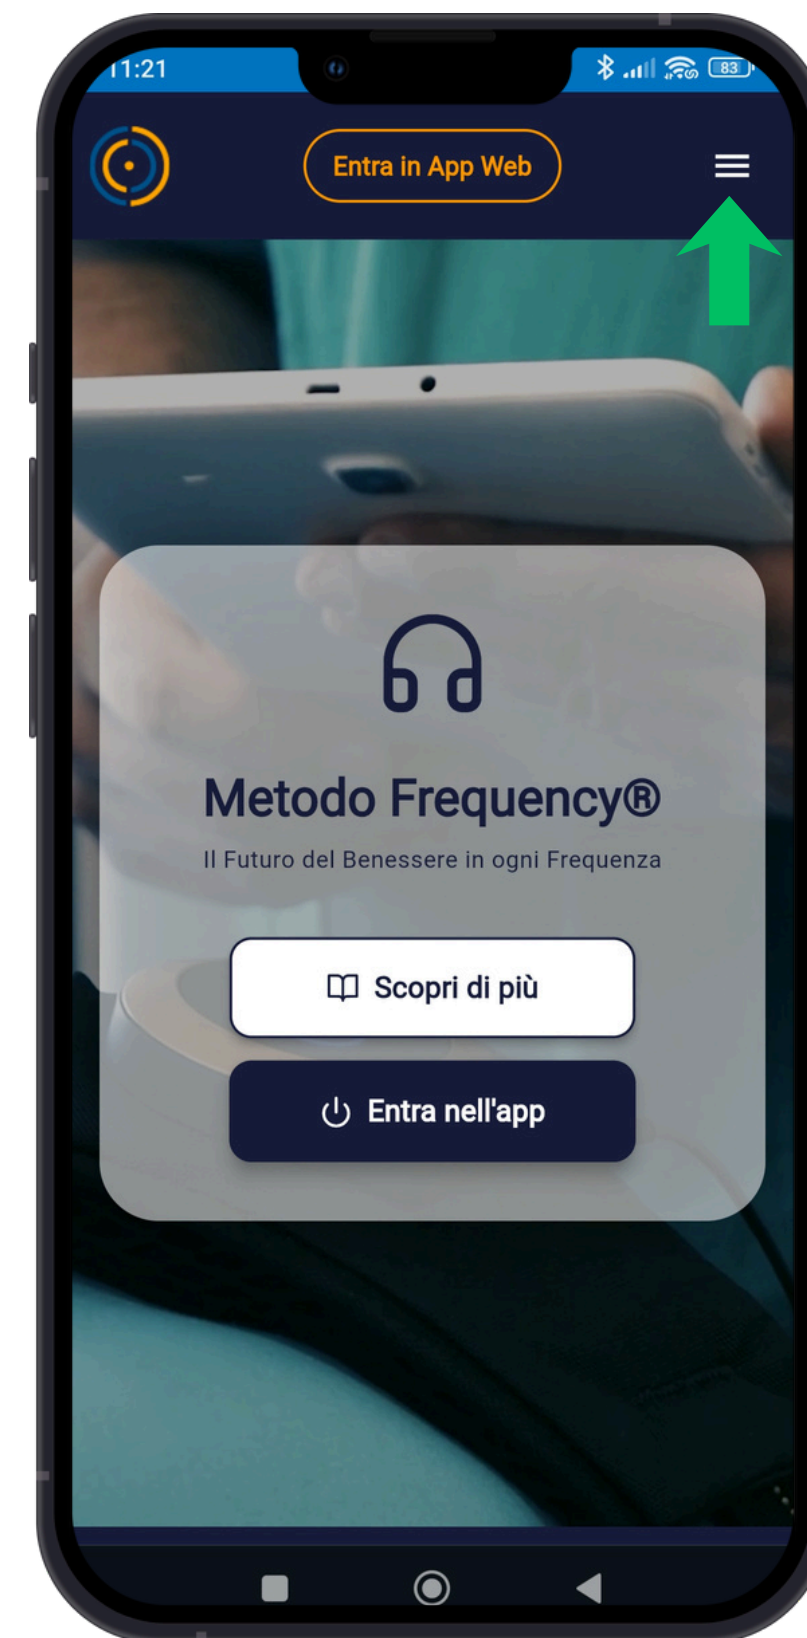 11:21
83
Entra in App Web
Metodo Frequency®
Il Futuro del Benessere in ogni Frequenza
Scopri di più
Entra nell'app